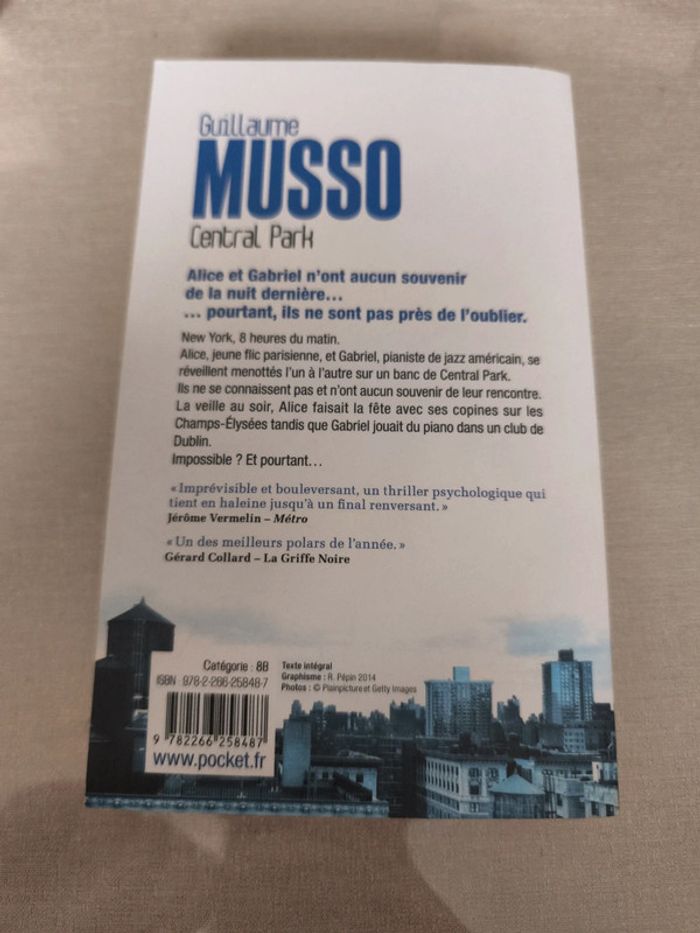 Guillaume
MUSSO
Central Park
Alice et Gabriel n'ont aucun souvenir
de la nuit dernière…
… pourtant, ils ne sont pas près de l'oublier.
New York, 8 heures du matin.
Alice, jeune flic parisienne, et Gabriel, pianiste de jazz américain, se
réveillent menottés l'un à l'autre sur un banc de Central Park.
Ils ne se connaissent pas et n'ont aucun souvenir de leur rencontre.
La veille au soir, Alice faisait la fête avec ses copines sur les
Champs-Élysées tandis que Gabriel jouait du piano dans un club de
Dublin.
Impossible ? Et pourtant…
« Imprévisible et bouleversant, un thriller psychologique qui
tient en haleine jusqu'à un final renversant. »
Jérôme Vermelin – Métro
« Un des meilleurs polars de l'année. »
Gérard Collard – La Griffe Noire
Catégorie : 8B
ISBN 978-2-266-25848-7
9 782266 258487
www.pocket.fr
Texte intégral
Graphisme : R. Pépin 2014
Photos : © Plainpicture et Getty Images